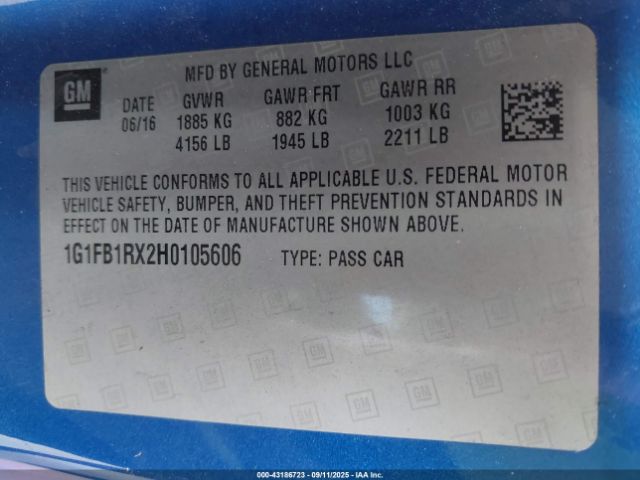 MFD BY GENERAL MOTORS LLC
GM
DATE GVWR GAWR FRT GAWR RR
06/16 1885 KG 882 KG 1003 KG
4156 LB 1945 LB 2211 LB
THIS VEHICLE CONFORMS TO ALL APPLICABLE U.S. FEDERAL MOTOR
VEHICLE SAFETY, BUMPER, AND THEFT PREVENTION STANDARDS IN
EFFECT ON THE DATE OF MANUFACTURE SHOWN ABOVE.
1G1FB1RX2H0105606 TYPE: PASS CAR
000-43186723 - 09/11/2025 - IAAI.COM